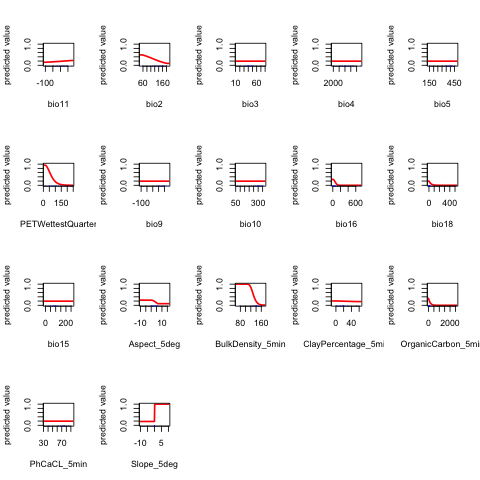 predicted value
0.0 1.0
-100
bio11
predicted value
0.0 1.0
60 160
bio2
predicted value
0.0 1.0
10 60
bio3
predicted value
0.0 1.0
2000
bio4
predicted value
0.0 1.0
150 450
bio5
predicted value
0.0 1.0
0 150
PETWettestQuarter
predicted value
0.0 1.0
-100
bio9
predicted value
0.0 1.0
50 300
bio10
predicted value
0.0 1.0
0 600
bio16
predicted value
0.0 1.0
0 400
bio18
predicted value
0.0 1.0
0 200
bio15
predicted value
0.0 1.0
-10 10
Aspect_5deg
predicted value
0.0 1.0
80 160
BulkDensity_5min
predicted value
0.0 1.0
0 40
ClayPercentage_5mi
predicted value
0.0 1.0
0 2000
OrganicCarbon_5mi
predicted value
0.0 1.0
30 70
PhCaCL_5min
predicted value
0.0 1.0
-10 5
Slope_5deg